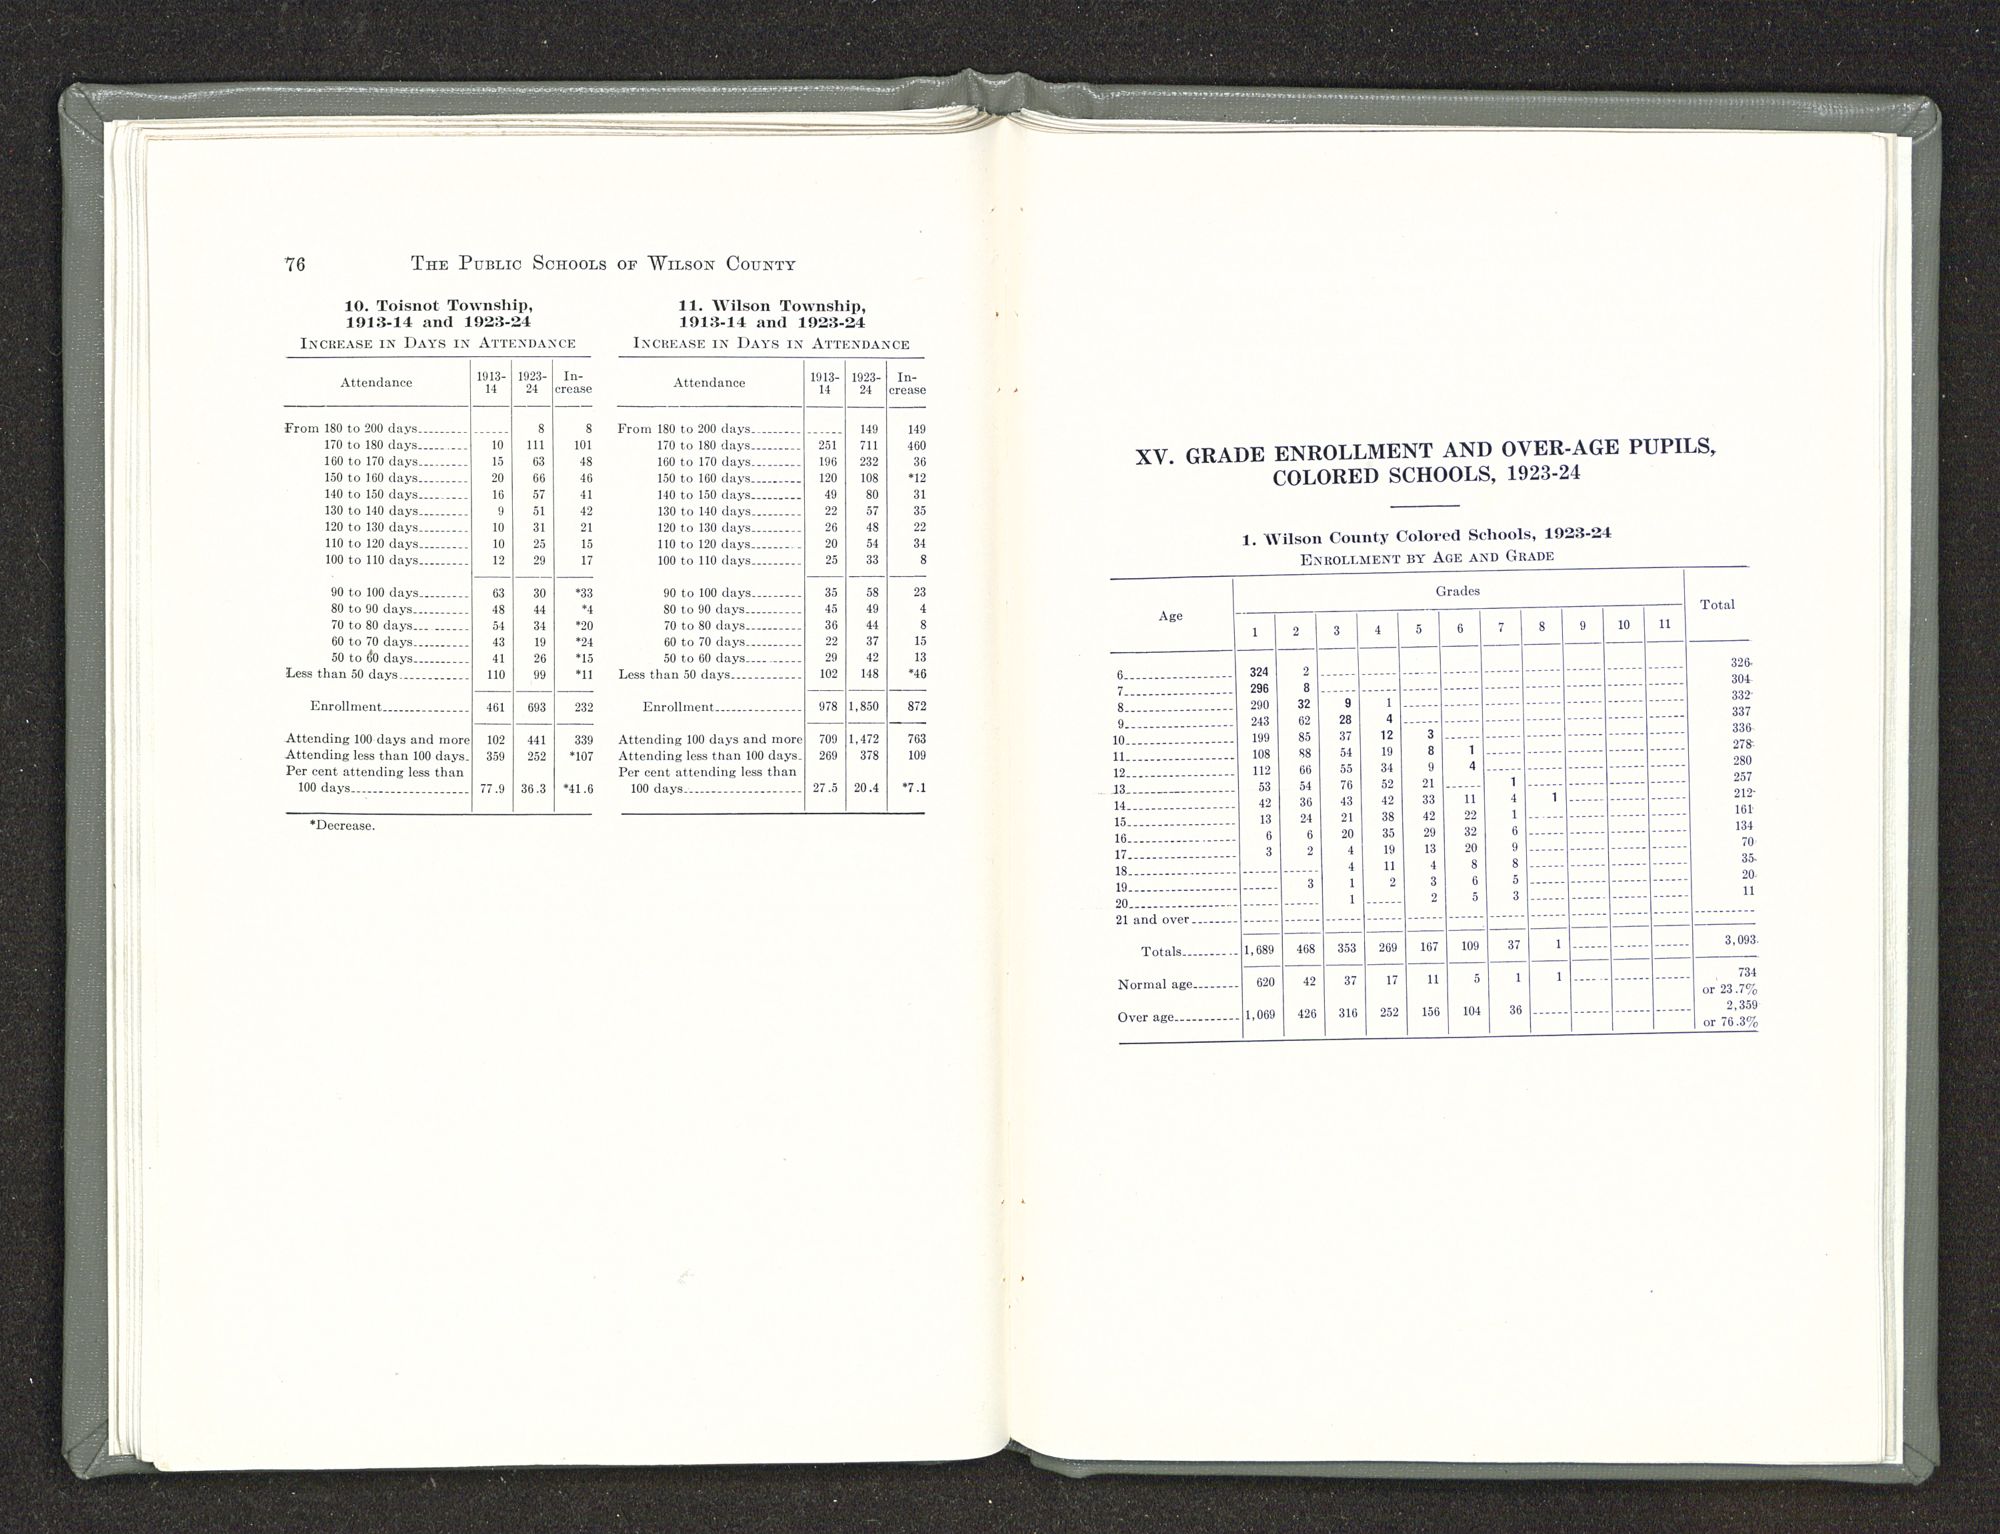 76 THE PUBLIC SCHOOLS OF WILSON COUNTY
10. Toisnot Township,
1913-14 and 1923-24
INCREASE IN DAYS IN ATTENDANCE
Attendance 1913-14 1923-24 In-crease
From 180 to 200 days 8 8
170 to 180 days 10 111 101
160 to 170 days 15 63 48
150 to 160 days 20 66 46
140 to 150 days 16 57 41
130 to 140 days 9 51 42
120 to 130 days 10 31 21
110 to 120 days 10 25 15
100 to 110 days 12 29 17
90 to 100 days 63 30 *33
80 to 90 days 48 44 *4
70 to 80 days 54 34 *20
60 to 70 days 43 19 *24
50 to 60 days 41 26 *15
Less than 50 days 110 99 *11
Enrollment 461 693 232
Attending 100 days and more 102 441 339
Attending less than 100 days 359 252 *107
Per cent attending less than
100 days 77.9 36.3 *41.6
*Decrease.
11. Wilson Township,
1913-14 and 1923-24
INCREASE IN DAYS IN ATTENDANCE
Attendance 1913-14 1923-24 In-crease
From 180 to 200 days 149 149
170 to 180 days 251 711 460
160 to 170 days 196 232 36
150 to 160 days 120 108 *12
140 to 150 days 49 80 31
130 to 140 days 22 57 35
120 to 130 days 26 48 22
110 to 120 days 20 54 34
100 to 110 days 25 33 8
90 to 100 days 35 58 23
80 to 90 days 45 49 4
70 to 80 days 36 44 8
60 to 70 days 22 37 15
50 to 60 days 29 42 13
Less than 50 days 102 148 *46
Enrollment 978 1,850 872
Attending 100 days and more 709 1,472 763
Attending less than 100 days 269 378 109
Per cent attending less than
100 days 27.5 20.4 *7.1
XV. GRADE ENROLLMENT AND OVER-AGE PUPILS,
COLORED SCHOOLS, 1923-24
1. Wilson County Colored Schools, 1923-24
ENROLLMENT BY AGE AND GRADE
Age Grades Total
1 2 3 4 5 6 7 8 9 10 11
6 324 2 326
7 296 8 304
8 290 32 9 1 332
9 243 62 28 4 337
10 199 85 37 12 3 336
11 108 88 54 19 8 1 278
12 112 66 55 34 9 4 280
13 53 54 76 52 21 1 257
14 42 36 43 42 33 11 4 1 212
15 13 24 21 38 42 22 1 161
16 6 6 20 35 29 32 6 134
17 3 2 4 19 13 20 9 70
18 4 11 4 8 8 35
19 3 1 2 3 6 5 20
20 1 2 5 3 11
21 and over
Totals 1,689 468 353 269 167 109 37 1 3,093
Normal age 620 42 37 17 11 5 1 1 734
or 23.7%
Over age 1,069 426 316 252 156 104 36 2,359
or 76.3%